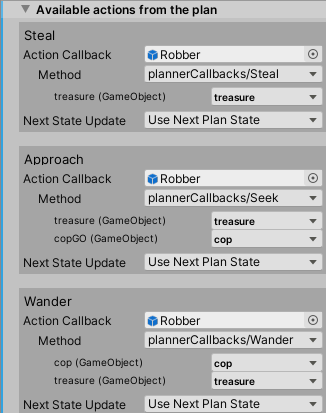 Available actions from the plan
Steal
Action Callback Robber
Method plannerCallbacks/Steal
treasure (GameObject) treasure
Next State Update Use Next Plan State
Approach
Action Callback Robber
Method plannerCallbacks/Seek
treasure (GameObject) treasure
copGO (GameObject) cop
Next State Update Use Next Plan State
Wander
Action Callback Robber
Method plannerCallbacks/Wander
cop (GameObject) cop
treasure (GameObject) treasure
Next State Update Use Next Plan State